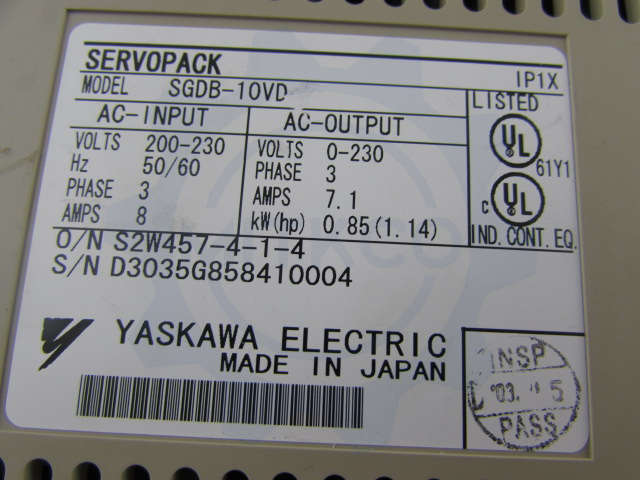 SERVOPACK
IP1X
MODEL SGDB-10VD
LISTED
AC-INPUT
AC-OUTPUT
VOLTS 200-230
Hz 50/60
PHASE 3
AMPS 8
VOLTS 0-230
PHASE 3
AMPS 7.1
kW(hp) 0.85(1.14)
UL
61Y1
c UL
IND. CONT. EQ.
O/N S2W457-4-1-4
S/N D3035G858410004
YASKAWA ELECTRIC
MADE IN JAPAN
INSP
PASS